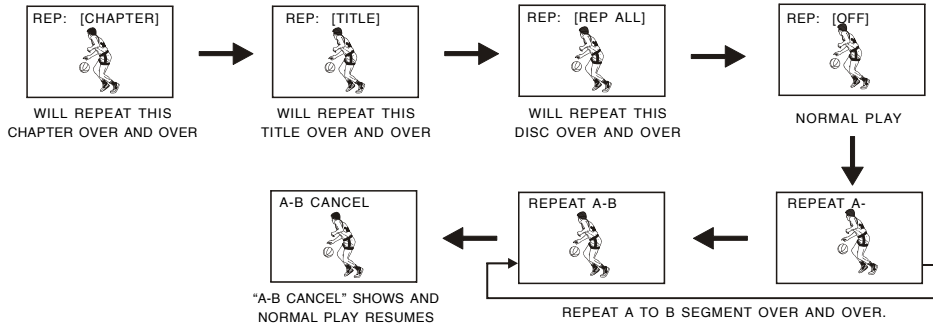 REP: [CHAPTER]
WILL REPEAT THIS
CHAPTER OVER AND OVER
REP: [TITLE]
WILL REPEAT THIS
TITLE OVER AND OVER
REP: [REP ALL]
WILL REPEAT THIS
DISC OVER AND OVER
REP: [OFF]
NORMAL PLAY
REPEAT A-
REPEAT A-B
REPEAT A TO B SEGMENT OVER AND OVER.
A-B CANCEL
“A-B CANCEL” SHOWS AND
NORMAL PLAY RESUMES